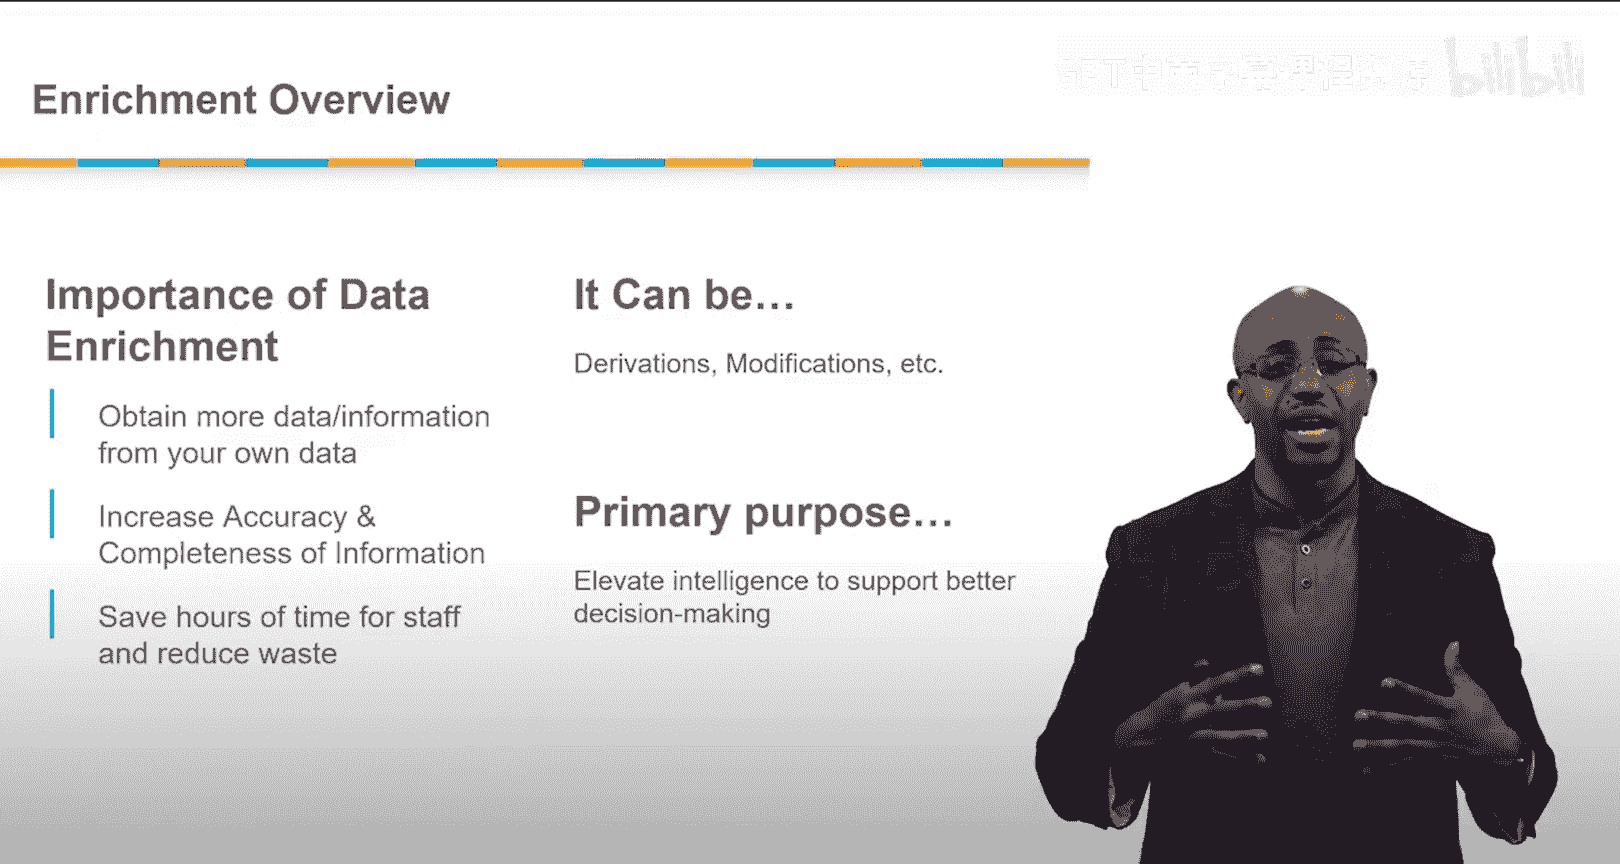 Enrichment Overview
bilibili
Importance of Data
Enrichment
Obtain more data/information
from your own data
Increase Accuracy &
Completeness of Information
Save hours of time for staff
and reduce waste
It Can be…
Derivations, Modifications, etc.
Primary purpose…
Elevate intelligence to support better
decision-making